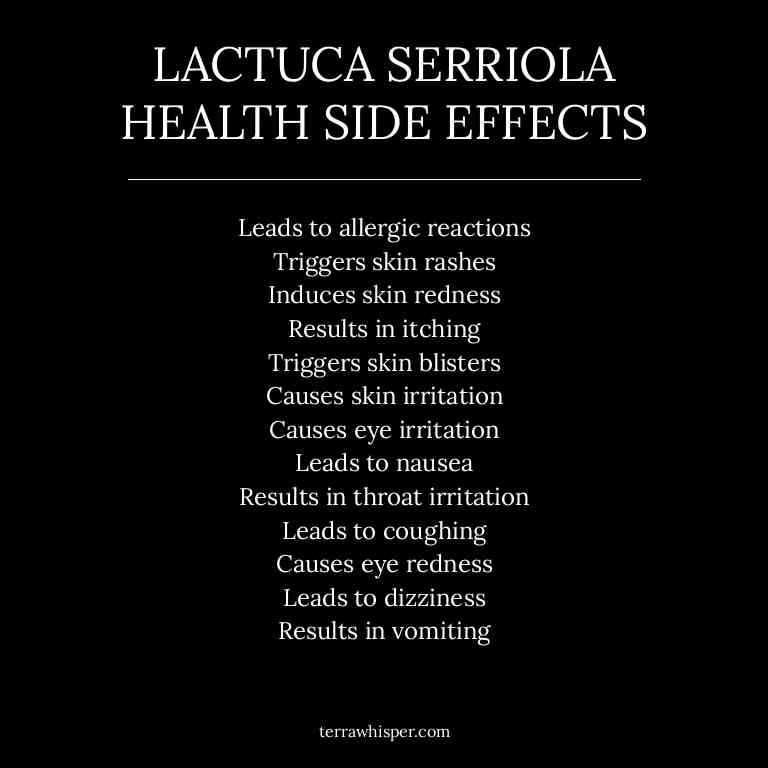 LACTUCA SERRIOLA
HEALTH SIDE EFFECTS
Leads to allergic reactions
Triggers skin rashes
Induces skin redness
Results in itching
Triggers skin blisters
Causes skin irritation
Causes eye irritation
Leads to nausea
Results in throat irritation
Leads to coughing
Causes eye redness
Leads to dizziness
Results in vomiting
terrawhisper.com